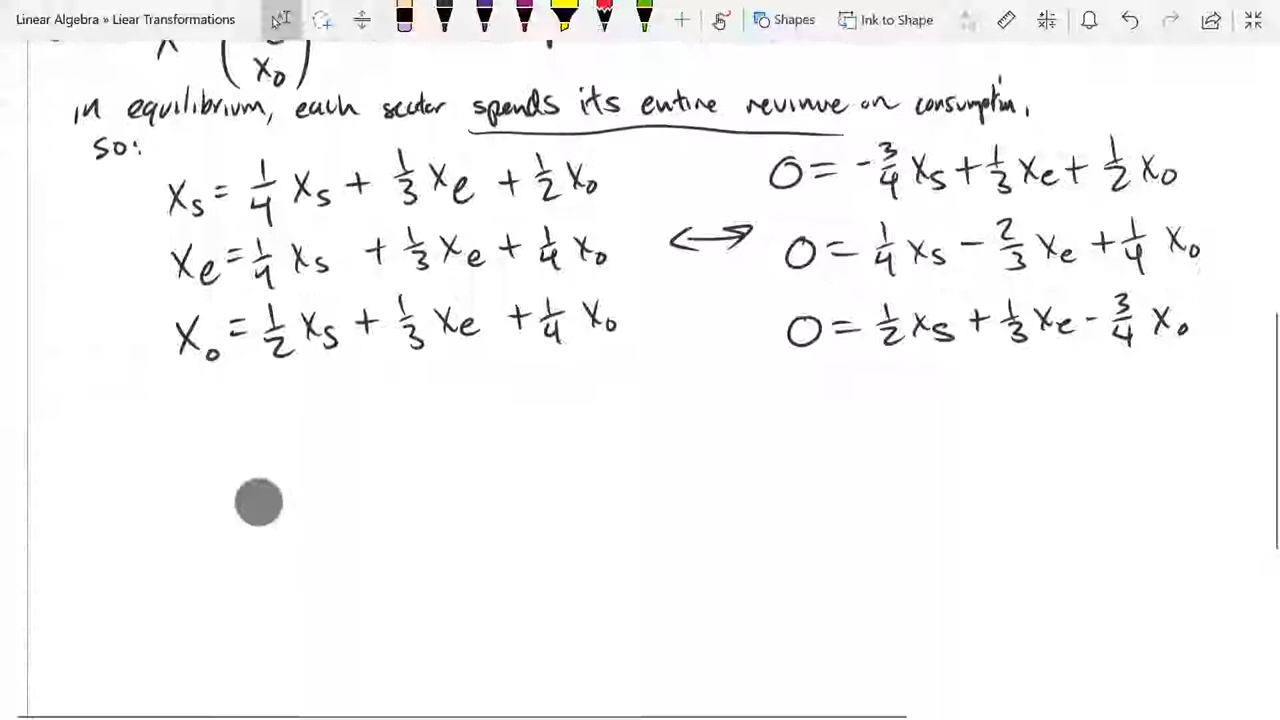 Linear Algebra » Liear Transformations
Shapes
Ink to Shape
x₀
in equilibrium, each sector spends its entire revinue on consumption.
so:
xₛ = 1/4 xₛ + 1/3 xₑ + 1/2 x₀
xₑ = 1/4 xₛ + 1/3 xₑ + 1/4 x₀
x₀ = 1/2 xₛ + 1/3 xₑ + 1/4 x₀
↔
0 = -3/4 xₛ + 1/3 xₑ + 1/2 x₀
0 = 1/4 xₛ - 2/3 xₑ + 1/4 x₀
0 = 1/2 xₛ + 1/3 xₑ - 3/4 x₀